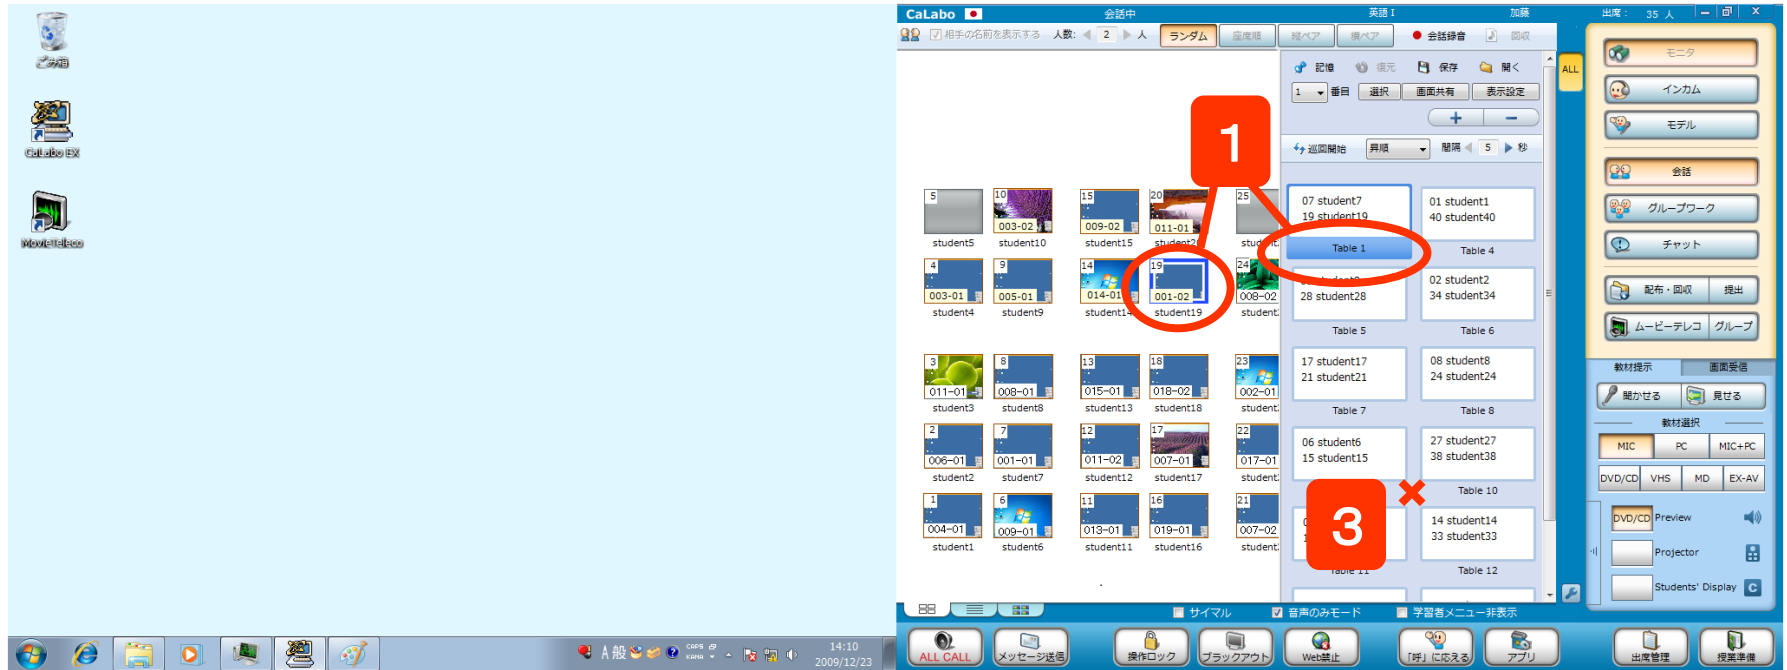 ごみ箱
CaLabo EX
MovieTeleco
A 般
CAPS
KANA
14:10
2009/12/23
CaLabo
会話中
英語 I
加藤
出席： 35 人
相手の名前を表示する
人数: 2 人
ランダム
座席順
縦ペア
横ペア
会話録音
回収
記憶
復元
保存
開く
1 番目
選択
画面共有
表示設定
+ −
巡回開始
昇順
間隔 5 秒
ALL
1
3
5
student5
10
003-02
student10
15
009-02
student15
20
011-01
25
4
003-01
student4
9
005-01
student9
14
014-01
student14
19
001-02
student19
24
008-02
3
011-01
student3
8
008-01
student8
13
015-01
student13
18
018-02
student18
23
002-01
2
006-01
student2
7
001-01
student7
12
011-02
student12
17
007-01
student17
22
017-01
1
004-01
student1
6
009-01
student6
11
013-01
student11
16
019-01
student16
21
007-02
07 student7
19 student19
Table 1
01 student1
40 student40
Table 4
28 student28
Table 5
02 student2
34 student34
Table 6
17 student17
21 student21
Table 7
08 student8
24 student24
Table 8
06 student6
15 student15
27 student27
38 student38
Table 10
Table 11
14 student14
33 student33
Table 12
モニタ
インカム
モデル
会話
グループワーク
チャット
配布・回収
提出
ムービーテレコ
グループ
教材提示
画面受信
聞かせる
見せる
教材選択
MIC
PC
MIC+PC
DVD/CD
VHS
MD
EX-AV
DVD/CD Preview
Projector
Students' Display
C
サイマル
音声のみモード
学習者メニュー非表示
ALL CALL
メッセージ送信
操作ロック
ブラックアウト
Web禁止
「呼」に応える
アプリ
出席管理
授業準備